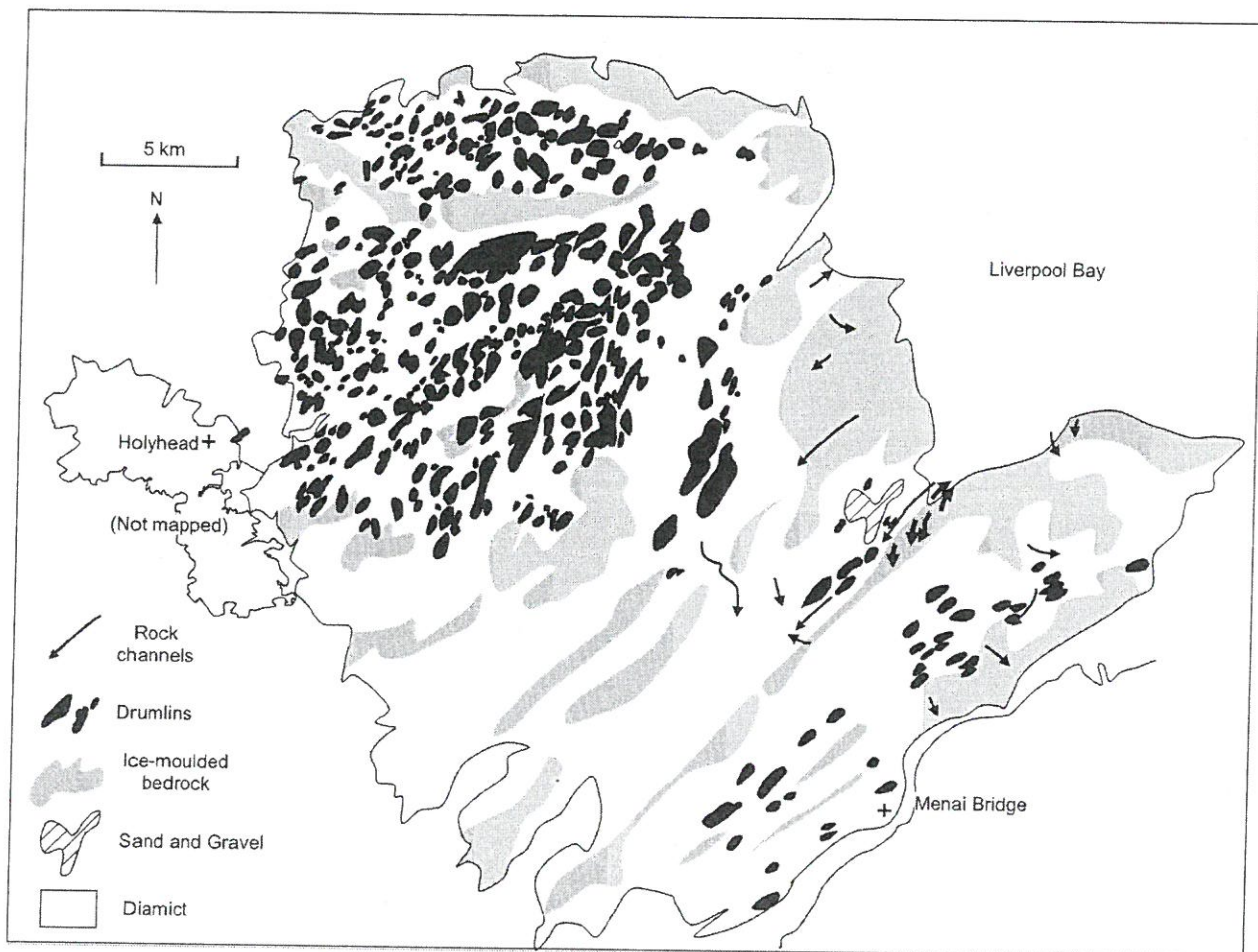 5 km
N
Liverpool Bay
Holyhead
(Not mapped)
Rock
channels
Drumlins
Ice-moulded
bedrock
Menai Bridge
Sand and Gravel
Diamict